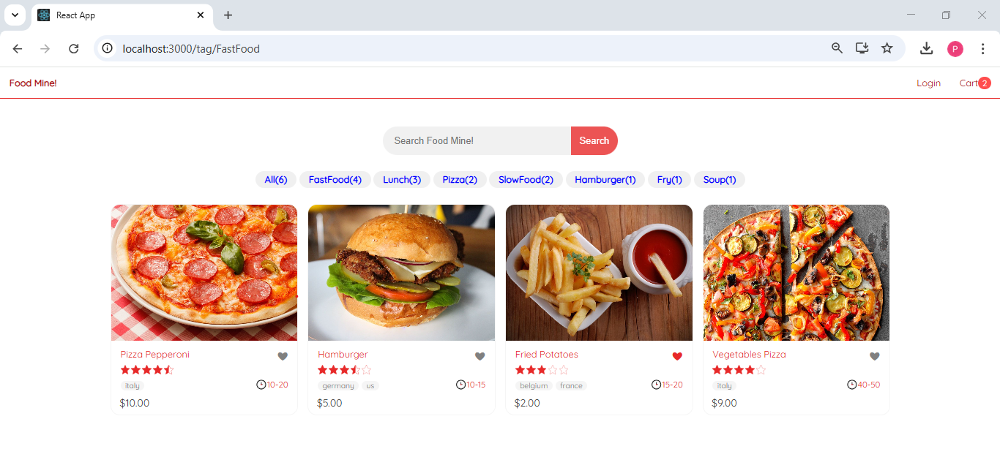 React App
localhost:3000/tag/FastFood
P
Food Mine!
Login Cart 2
Search Food Mine! Search
All(6) FastFood(4) Lunch(3) Pizza(2) SlowFood(2) Hamburger(1) Fry(1) Soup(1)
Pizza Pepperoni
italy 10-20
$10.00
Hamburger
germany us 10-15
$5.00
Fried Potatoes
belgium france 15-20
$2.00
Vegetables Pizza
italy 40-50
$9.00